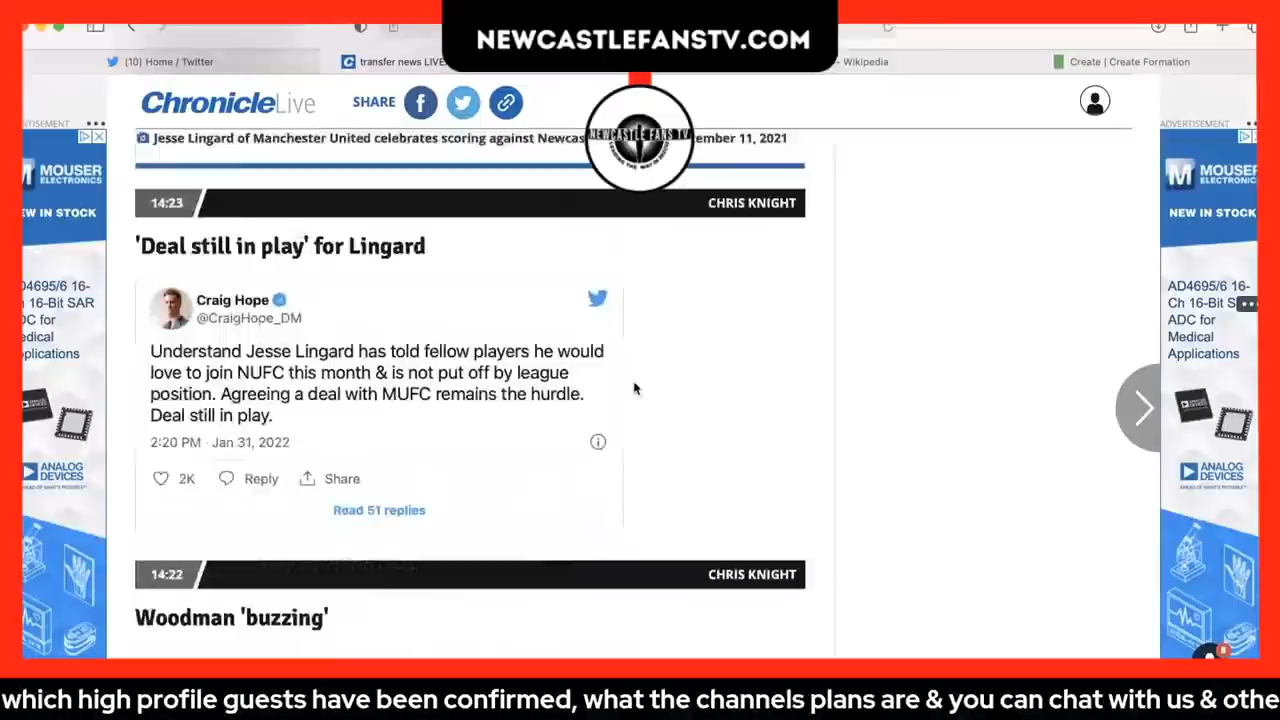 NEWCASTLEFANSTV.COM
(10) Home / Twitter
transfer news LIVE
- Wikipedia
Create | Create Formation
ChronicleLive
SHARE
NEWCASTLE FANS TV
ADVERTISEMENT
Jesse Lingard of Manchester United celebrates scoring against Newcas
ember 11, 2021
14:23
CHRIS KNIGHT
'Deal still in play' for Lingard
Craig Hope
@CraigHope_DM
Understand Jesse Lingard has told fellow players he would
love to join NUFC this month & is not put off by league
position. Agreeing a deal with MUFC remains the hurdle.
Deal still in play.
2:20 PM · Jan 31, 2022
2K
Reply
Share
Read 51 replies
14:22
CHRIS KNIGHT
Woodman 'buzzing'
TISEMENT
MOUSER
ELECTRONICS
EW IN STOCK
04695/6 16-
h 16-Bit SAR
DC for
edical
pplications
ANALOG
DEVICES
MOUSER
ELECTRONIC
NEW IN STOCK
AD4695/6 16-
Ch 16-Bit S
ADC for
Medical
Applications
ANALOG
DEVICES
8
which high profile guests have been confirmed, what the channels plans are & you can chat with us & othe